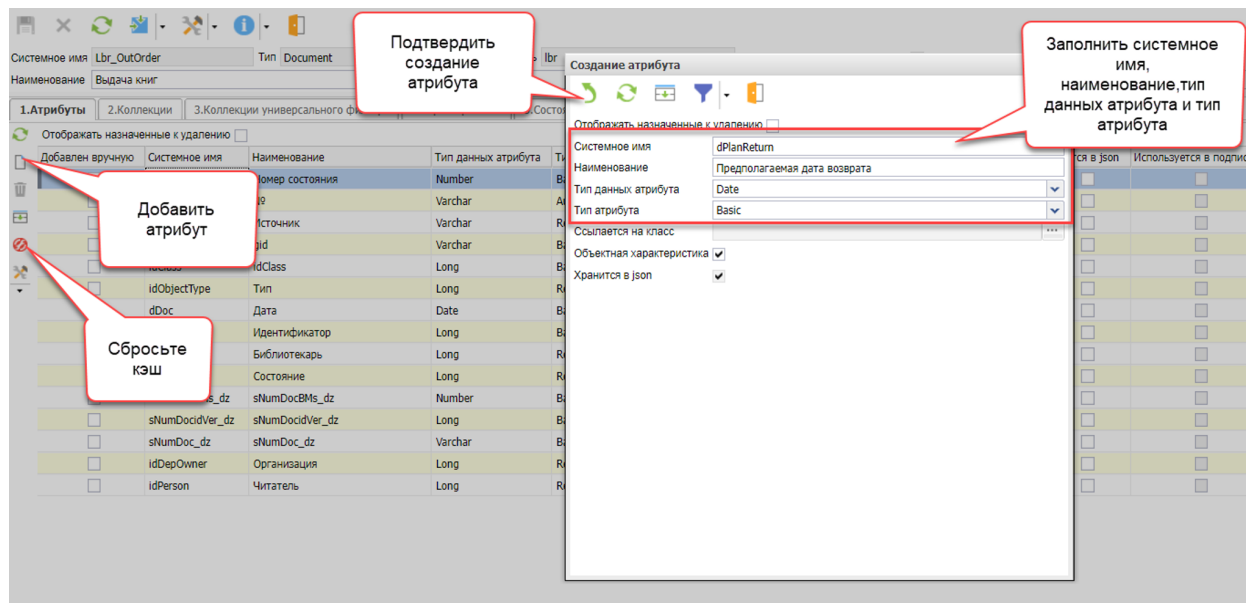 Системное имя Lbr_OutOrder Тип Document lbr
Наименование Выдача книг
1.Атрибуты 2.Коллекции 3.Коллекции универсального
Отображать назначенные к удалению
Добавлен вручную Системное имя Наименование Тип данных атрибута
json Используется в
Номер состояния Number
Varchar
Источник Varchar
gid Varchar
idClass idClass Long
idObjectType Тип Long
dDoc Дата Date
Идентификатор Long
Библиотекарь Long
Состояние Long
sNumDocBMs_dz Number
sNumDocidVer_dz sNumDocidVer_dz Long
sNumDoc_dz sNumDoc_dz Varchar
idDepOwner Организация Long
idPerson Читатель Long
Подтвердить
создание
атрибута
Добавить
атрибут
Сбросьте
кэш
Создание атрибута
Отображать назначенные к удалению
Системное имя dPlanReturn
Наименование Предполагаемая дата возврата
Тип данных атрибута Date
Тип атрибута Basic
Ссылается на класс
Объектная характеристика
Хранится в json
Заполнить системное
имя,
наименование,тип
данных атрибута и тип
атрибута